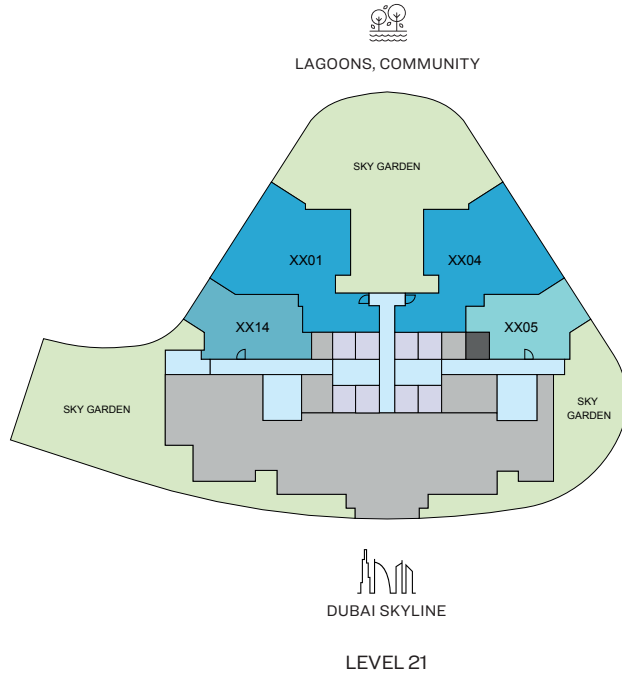 LAGOONS, COMMUNITY
SKY GARDEN
XX01
XX04
XX14
XX05
SKY GARDEN
SKY
GARDEN
DUBAI SKYLINE
LEVEL 21